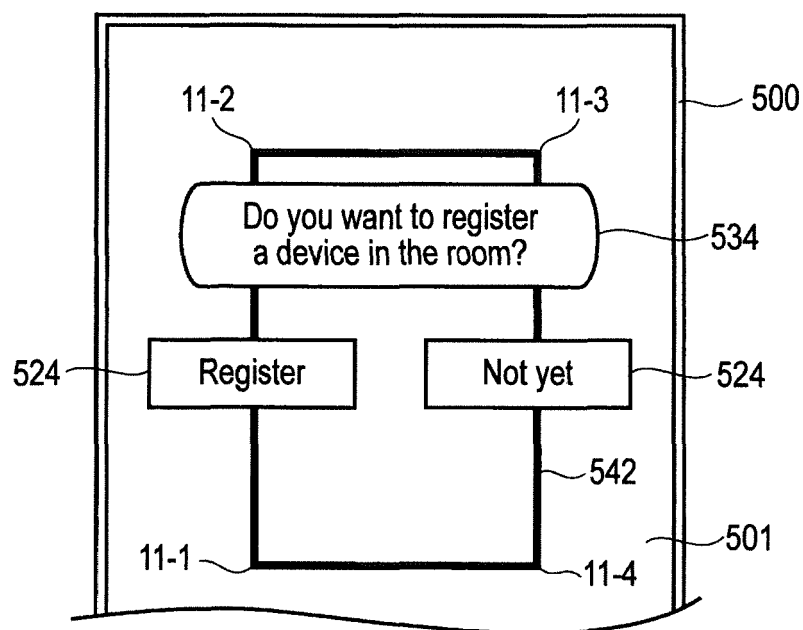 11-2
11-3
500
Do you want to register
a device in the room?
534
524
Register
Not yet
524
542
501
11-1
11-4